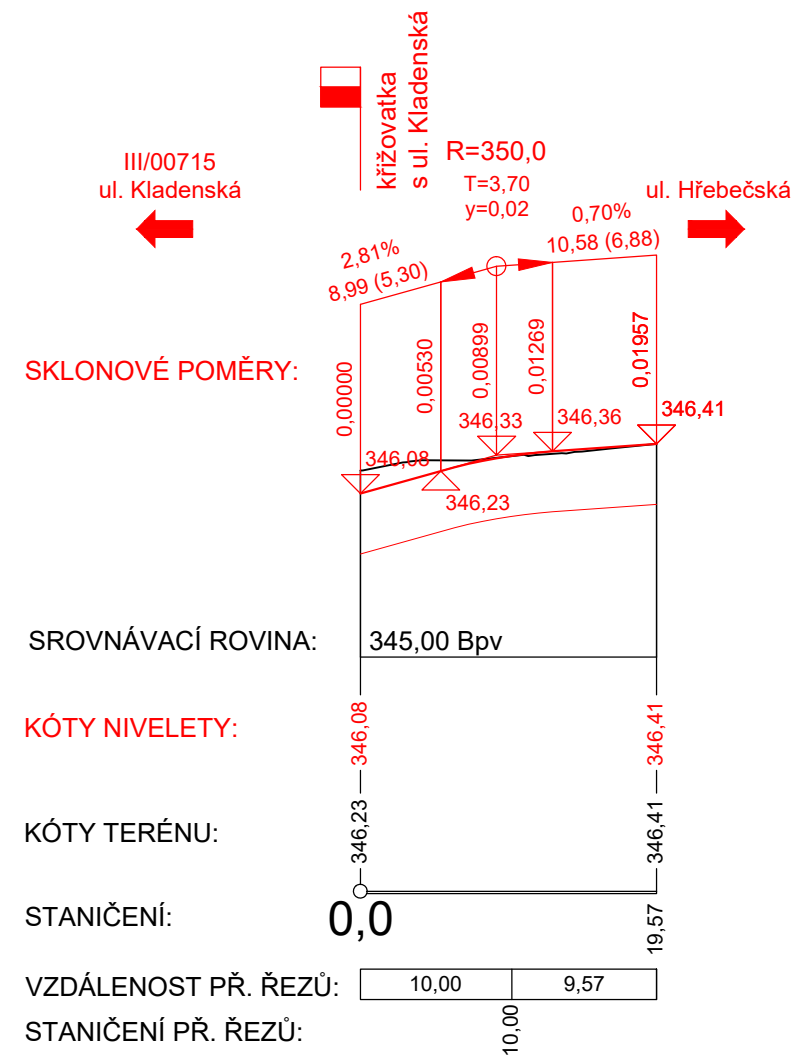 křižovatka
s ul. Kladenská
III/00715
ul. Kladenská
R=350,0
T=3,70
y=0,02
ul. Hřebečská
2,81%
8,99 (5,30)
0,70%
10,58 (6,88)
SKLONOVÉ POMĚRY:
0,00000
0,00530
0,00899
0,01269
0,01957
346,08
346,23
346,33
346,36
346,41
SROVNÁVACÍ ROVINA:
345,00 Bpv
KÓTY NIVELETY:
346,08
346,41
KÓTY TERÉNU:
346,23
346,41
STANIČENÍ:
0,0
19,57
VZDÁLENOST PŘ. ŘEZŮ:
10,00
9,57
STANIČENÍ PŘ. ŘEZŮ:
10,00